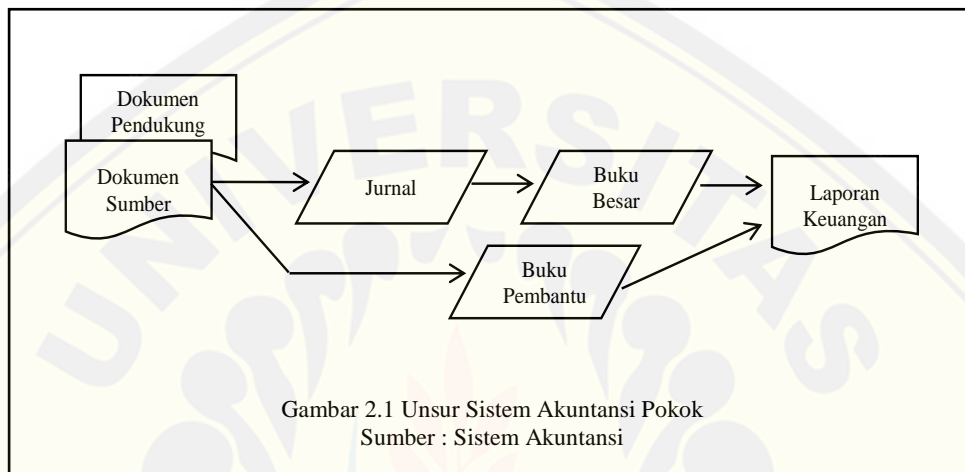 Dokumen
Pendukung
Dokumen
Sumber
Jurnal
Buku
Besar
Laporan
Keuangan
Buku
Pembantu
Gambar 2.1 Unsur Sistem Akuntansi Pokok
Sumber : Sistem Akuntansi
UNIVERSITAS